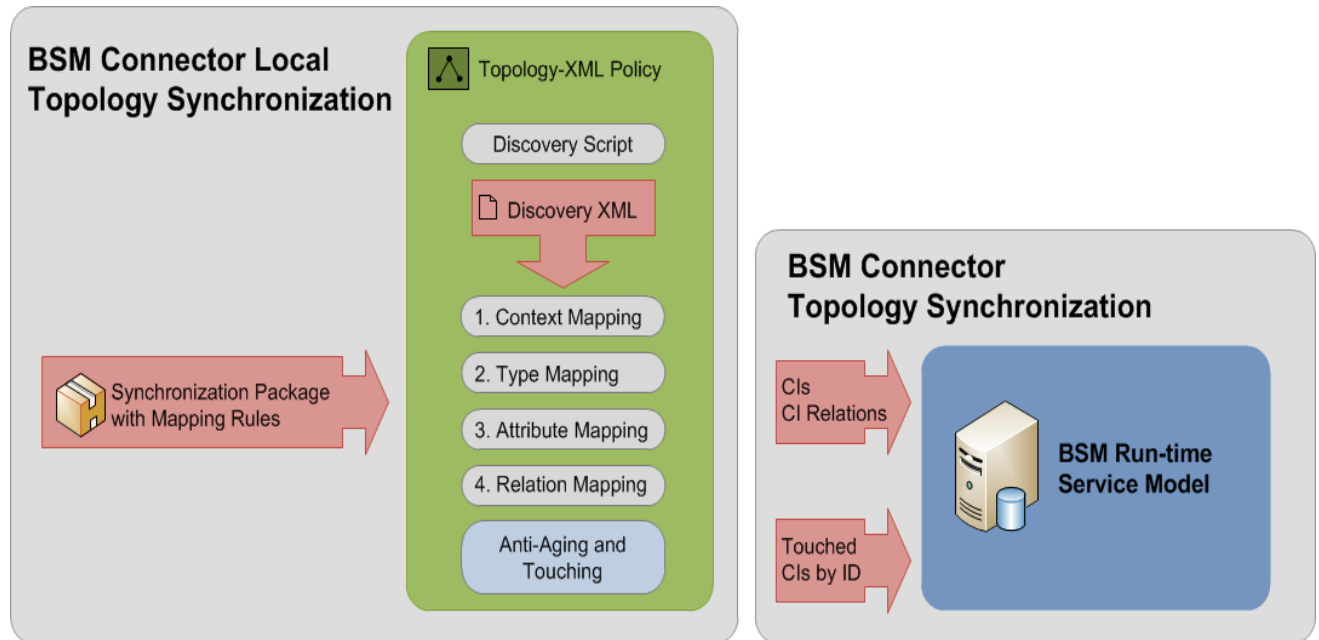 BSM Connector Local
Topology Synchronization
Topology-XML Policy
Discovery Script
Discovery XML
1. Context Mapping
2. Type Mapping
3. Attribute Mapping
4. Relation Mapping
Anti-Aging and
Touching
Synchronization Package
with Mapping Rules
BSM Connector
Topology Synchronization
CIs
CI Relations
Touched
CIs by ID
BSM Run-time
Service Model